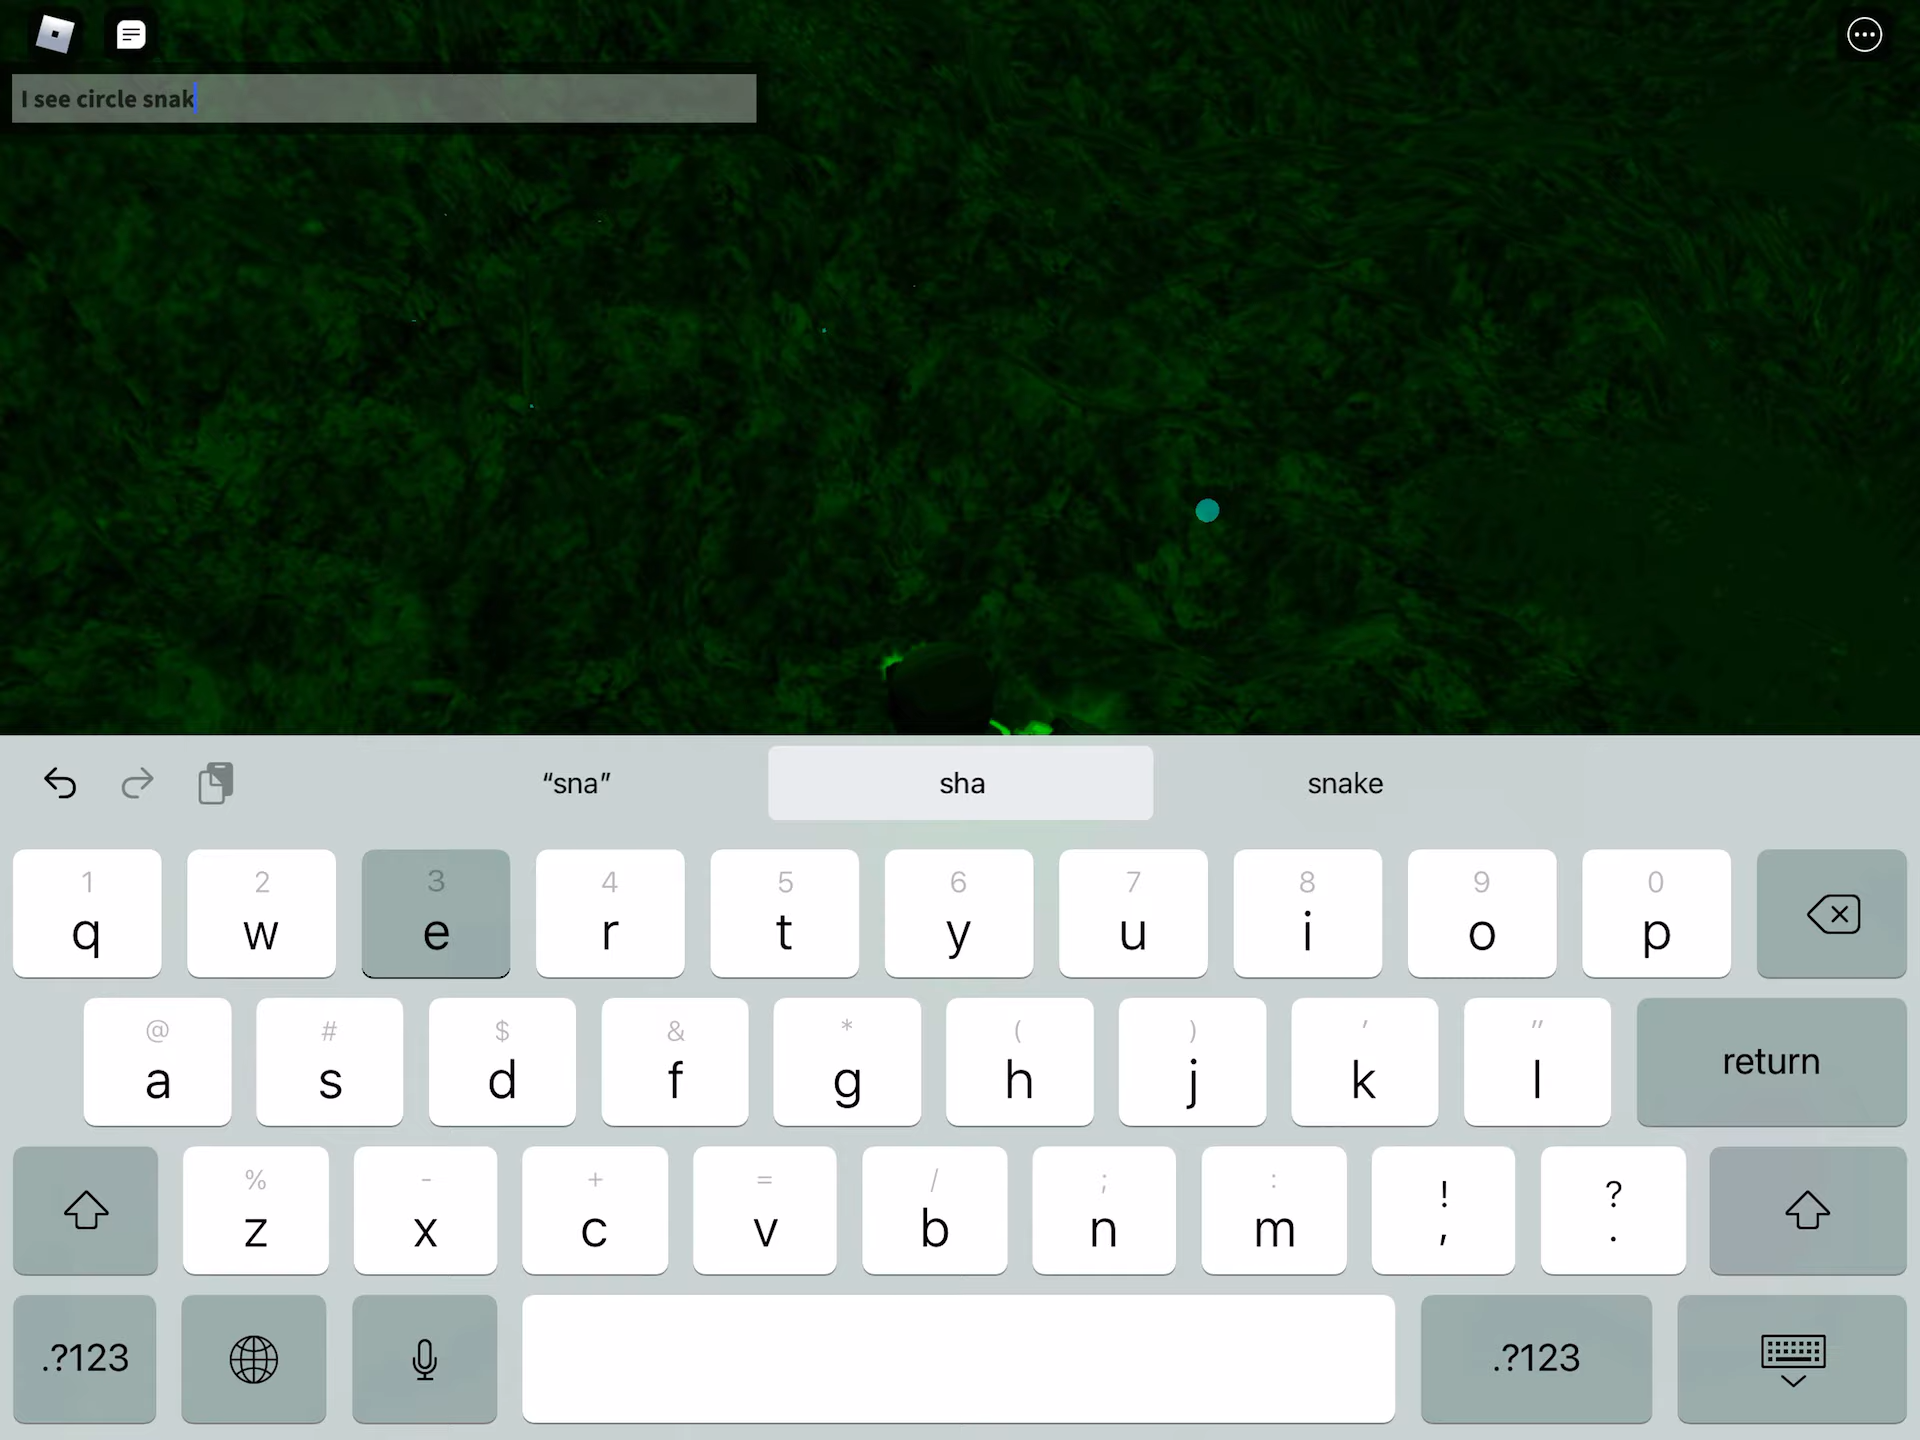 I see circle snak
“sna” sha snake
1 2 3 4 5 6 7 8 9 0
q w e r t y u i o p
@ # $ & * ( ) ' "
a s d f g h j k l return
% - + = / ; : ! ?
z x c v b n m , .
.?123 .?123